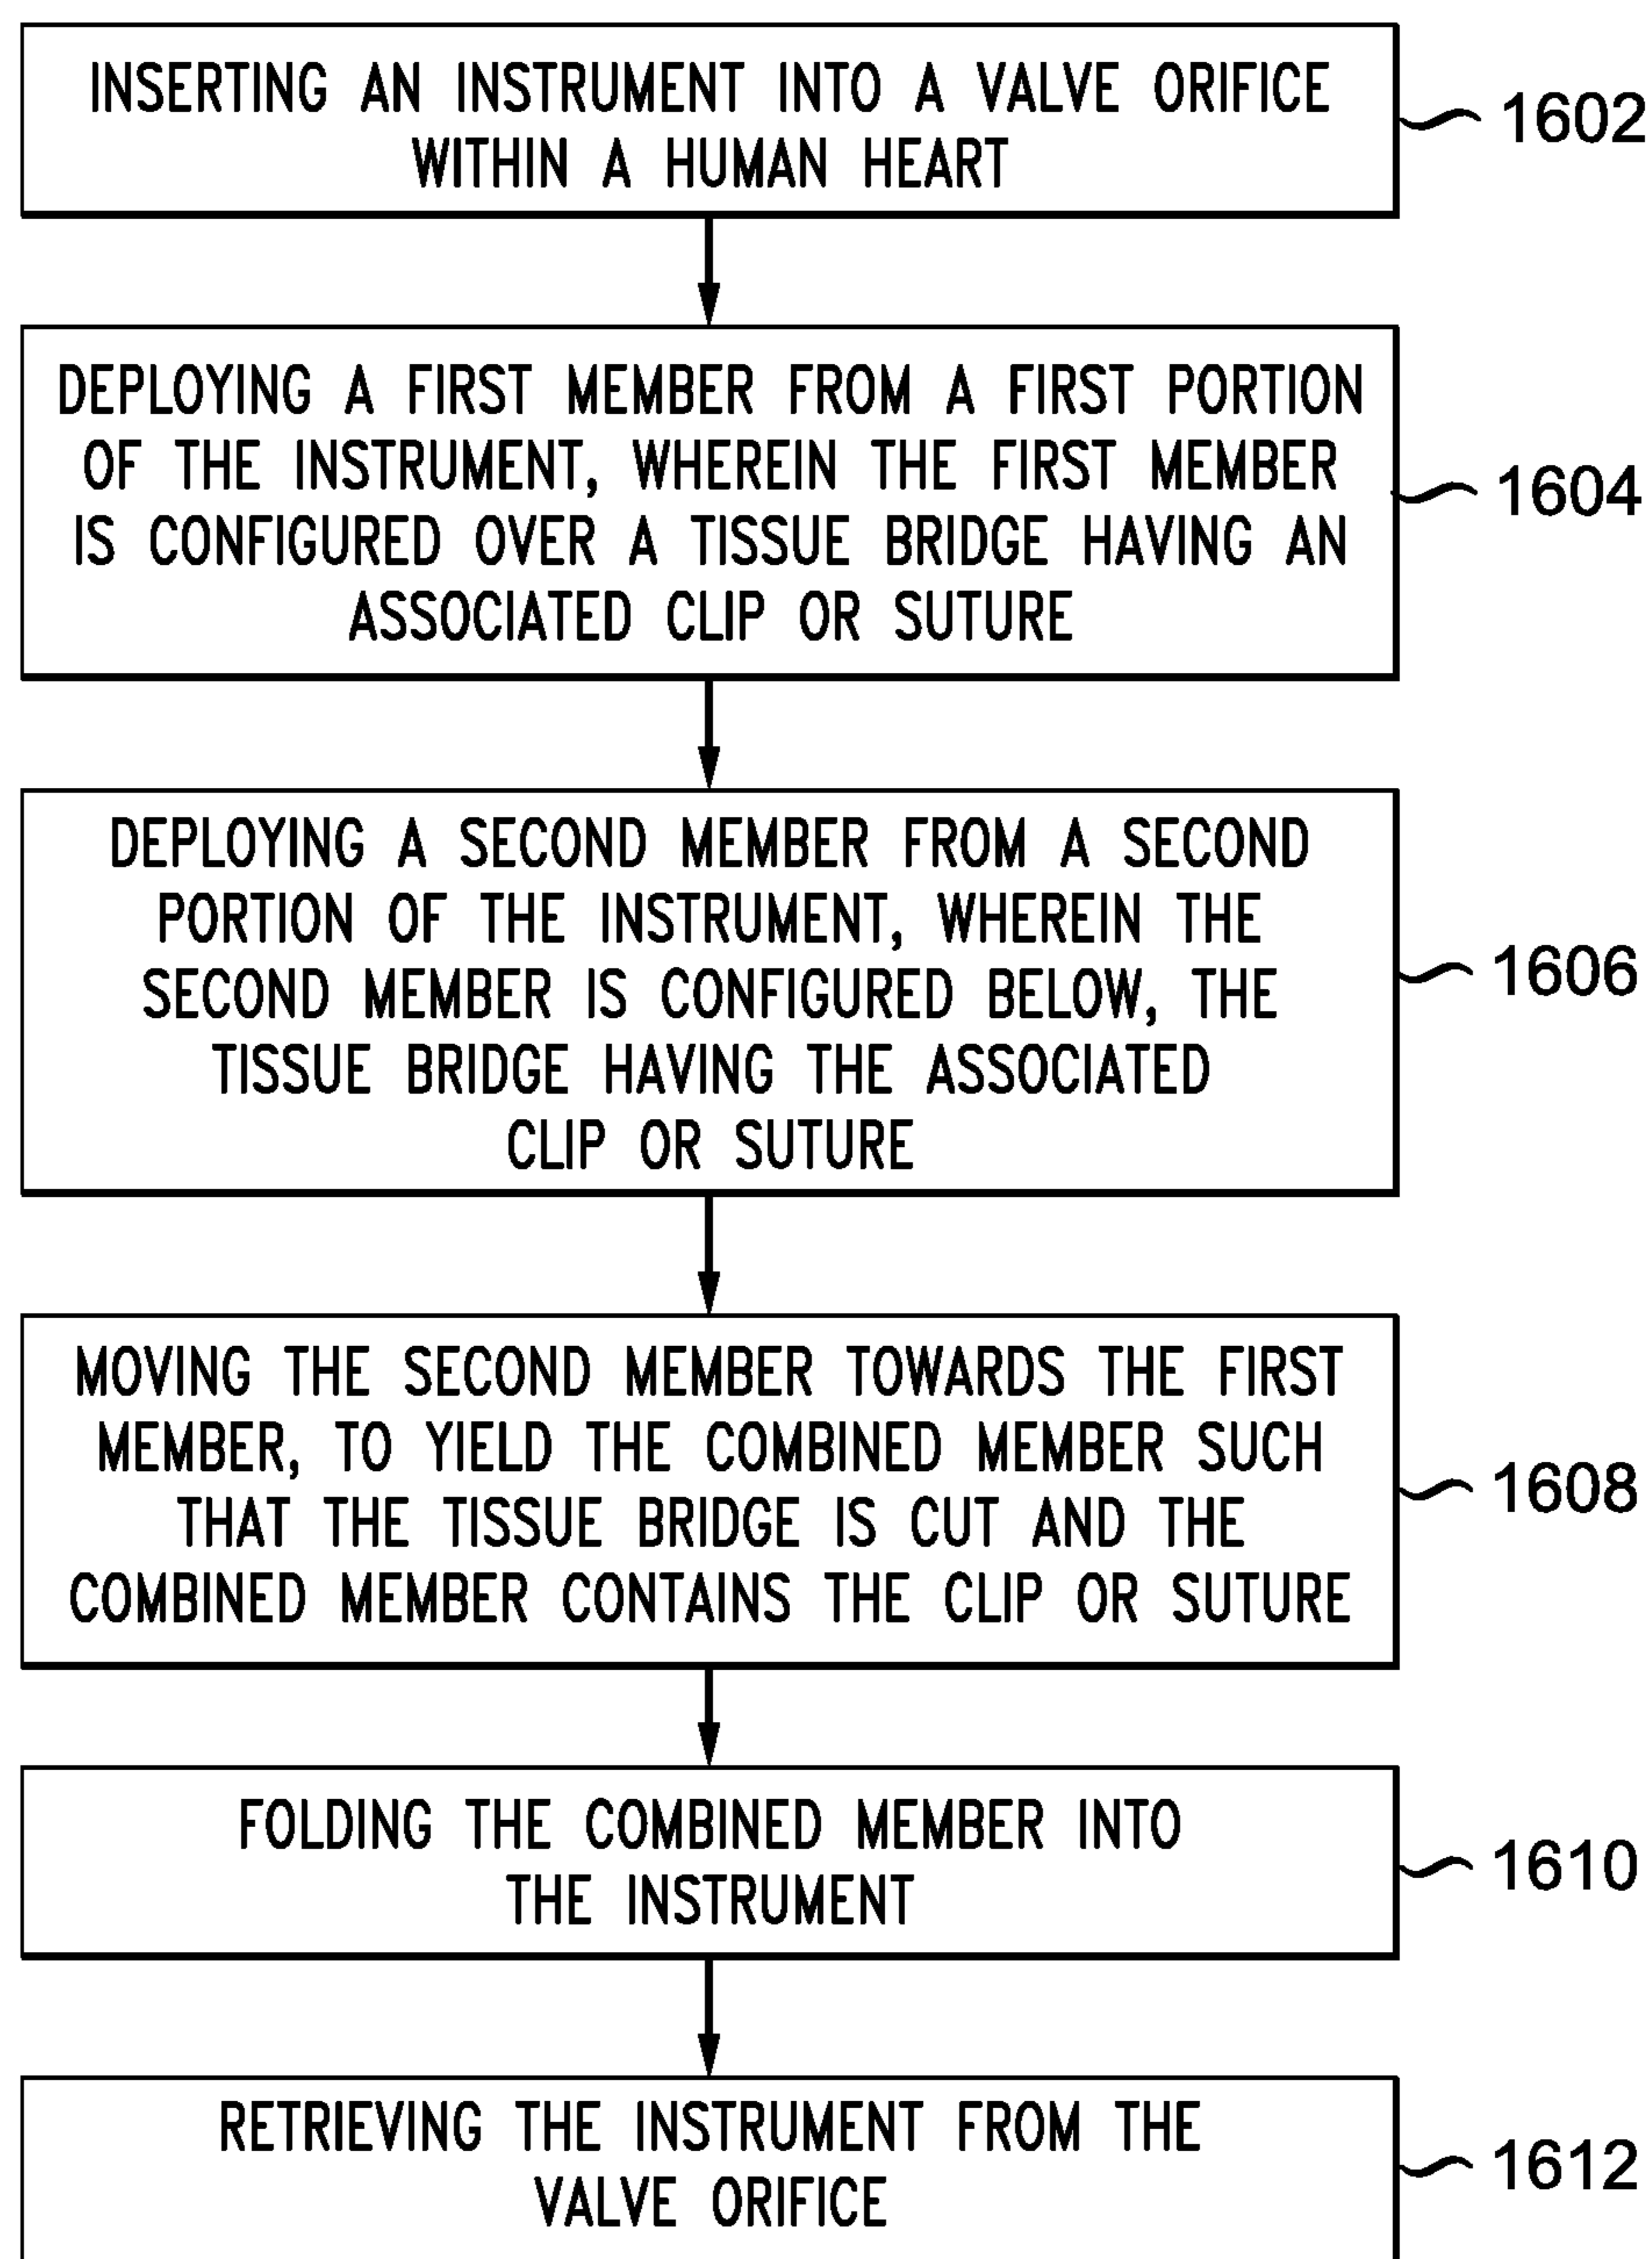 INSERTING AN INSTRUMENT INTO A VALVE ORIFICE
WITHIN A HUMAN HEART
1602
DEPLOYING A FIRST MEMBER FROM A FIRST PORTION
OF THE INSTRUMENT, WHEREIN THE FIRST MEMBER
IS CONFIGURED OVER A TISSUE BRIDGE HAVING AN
ASSOCIATED CLIP OR SUTURE
1604
DEPLOYING A SECOND MEMBER FROM A SECOND
PORTION OF THE INSTRUMENT, WHEREIN THE
SECOND MEMBER IS CONFIGURED BELOW, THE
TISSUE BRIDGE HAVING THE ASSOCIATED
CLIP OR SUTURE
1606
MOVING THE SECOND MEMBER TOWARDS THE FIRST
MEMBER, TO YIELD THE COMBINED MEMBER SUCH
THAT THE TISSUE BRIDGE IS CUT AND THE
COMBINED MEMBER CONTAINS THE CLIP OR SUTURE
1608
FOLDING THE COMBINED MEMBER INTO
THE INSTRUMENT
1610
RETRIEVING THE INSTRUMENT FROM THE
VALVE ORIFICE
1612